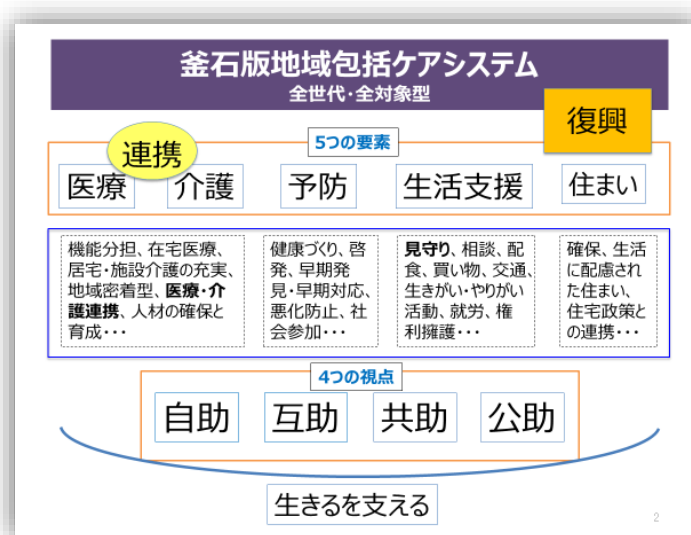 釜石版地域包括ケアシステム
全世代・全対象型
復興
連携
5つの要素
医療
介護
予防
生活支援
住まい
機能分担、在宅医療、
居宅・施設介護の充実、
地域密着型、医療・介
護連携、人材の確保と
育成・・・
健康づくり、啓
発、早期発
見・早期対応、
悪化防止、社
会参加・・・
見守り、相談、配
食、買い物、交通、
生きがい・やりがい
活動、就労、権
利擁護・・・
確保、生活
に配慮され
た住まい、
住宅政策と
の連携・・・
4つの視点
自助
互助
共助
公助
生きるを支える
2